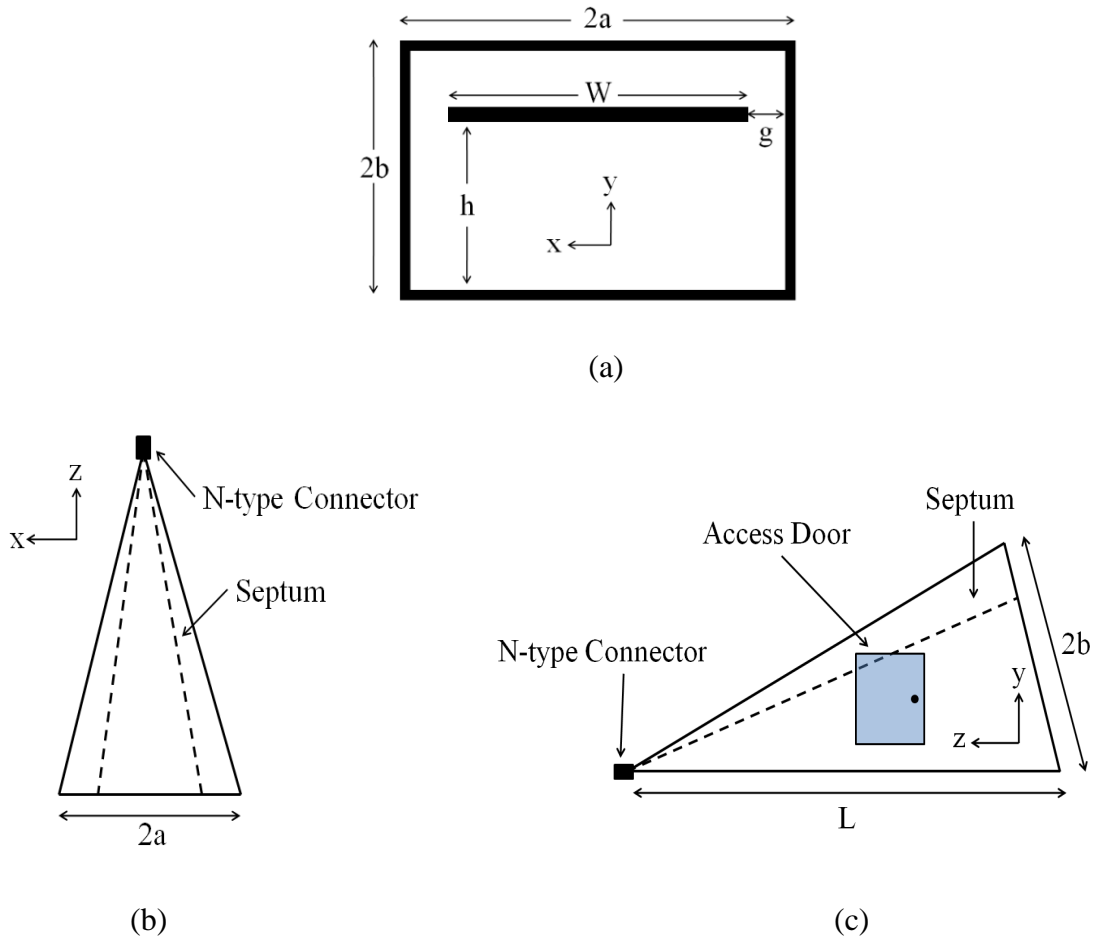 2a
W
g
2b
h
y
x
(a)
z
x
N-type Connector
Septum
2a
(b)
Septum
Access Door
N-type Connector
2b
y
z
L
(c)